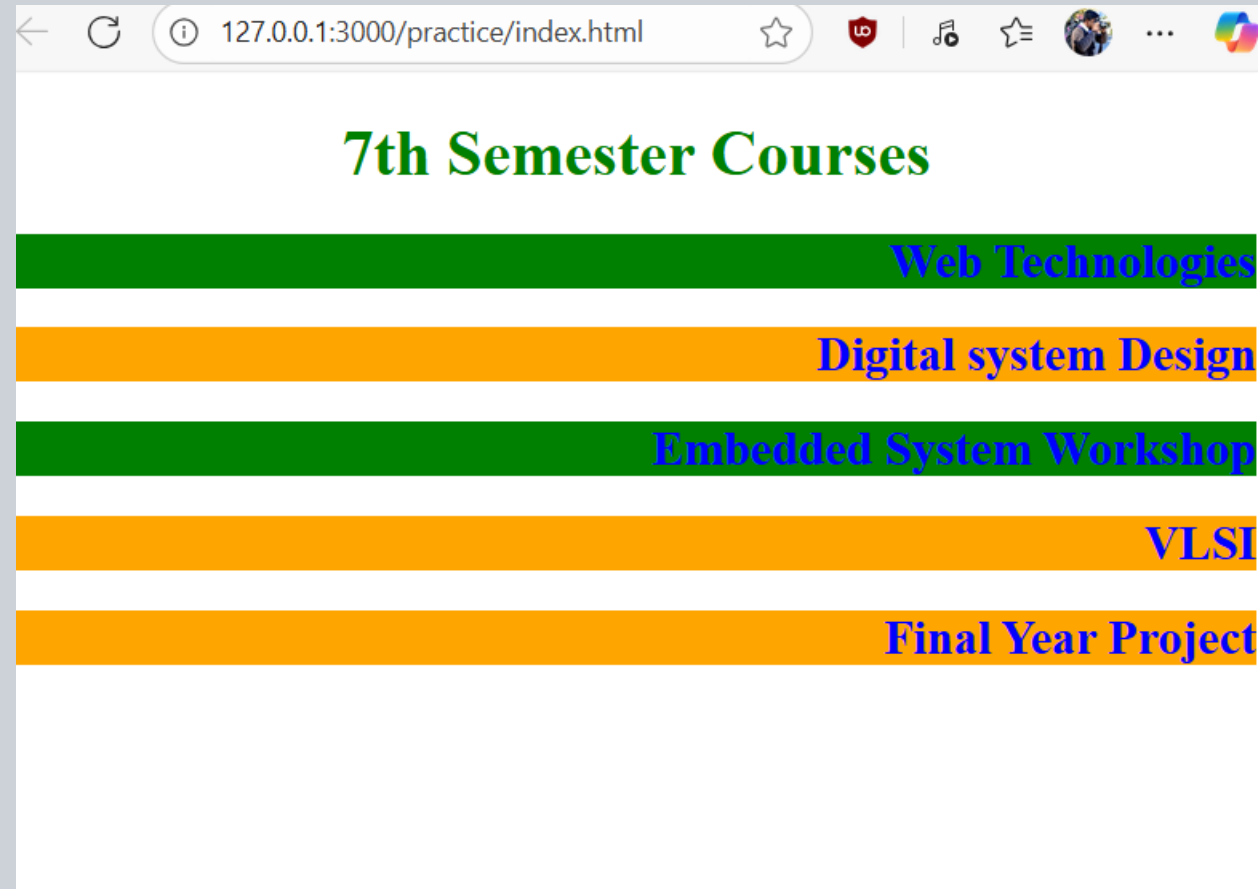 127.0.0.1:3000/practice/index.html
7th Semester Courses
Web Technologies
Digital system Design
Embedded System Workshop
VLSI
Final Year Project